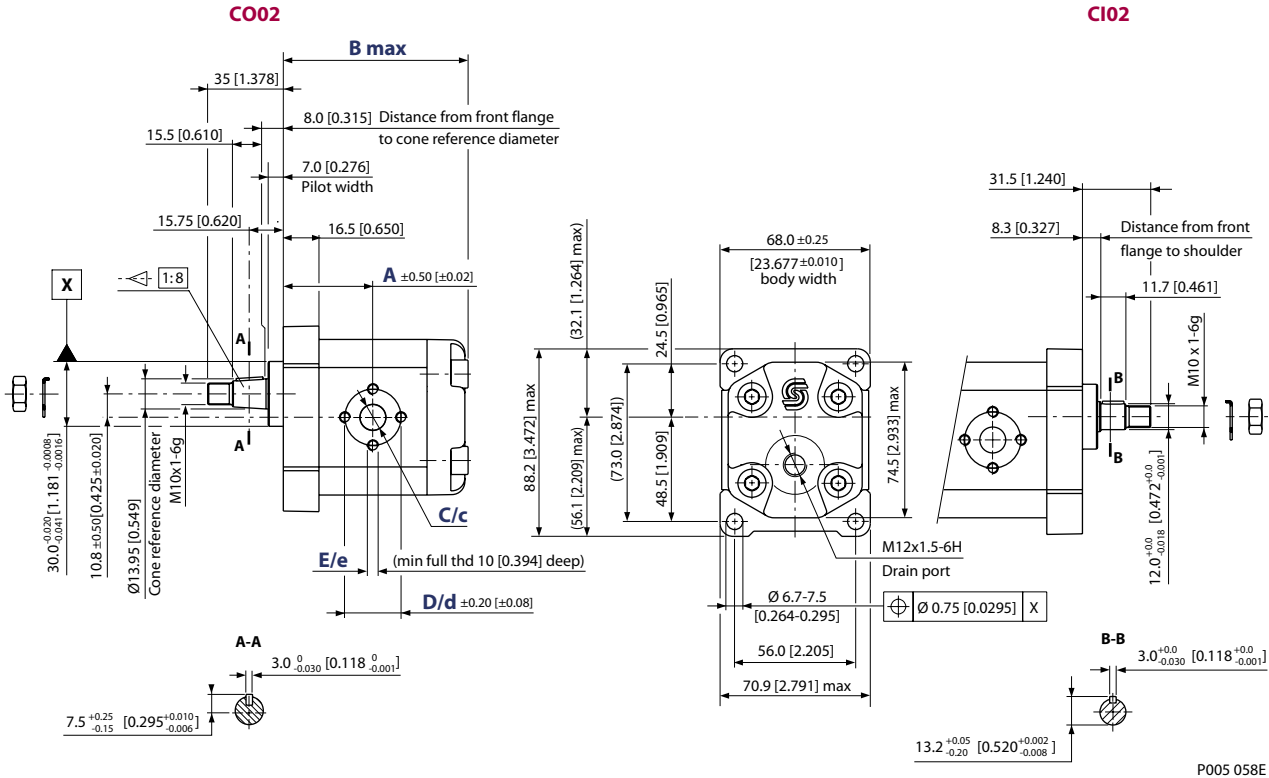 CO02
CI02
B max
35 [1.378]
8.0 [0.315] Distance from front flange
to cone reference diameter
15.5 [0.610]
7.0 [0.276]
Pilot width
15.75 [0.620]
16.5 [0.650]
A ±0.50 [±0.02]
1:8
X
A
A
30.0 -0.020 -0.041 [1.181 -0.0008 -0.0016]
10.8 ±0.50[0.425±0.020]
Ø13.95 [0.549]
Cone reference diameter
M10x1-6g
C/c
E/e
(min full thd 10 [0.394] deep)
D/d ±0.20 [±0.08]
A-A
3.0 0 -0.030 [0.118 0 -0.001]
7.5 +0.25 -0.15 [0.295 +0.010 -0.006]
68.0 ±0.25
[23.677±0.010]
body width
(32.1 [1.264] max)
24.5 [0.965]
88.2 [3.472] max
(56.1 [2.209] max)
(73.0 [2.874])
48.5 [1.909]
74.5 [2.933] max
M12x1.5-6H
Drain port
Ø 6.7-7.5
[0.264-0.295]
Ø 0.75 [0.0295] X
56.0 [2.205]
70.9 [2.791] max
31.5 [1.240]
8.3 [0.327]
Distance from front
flange to shoulder
11.7 [0.461]
M10 x 1-6g
B
B
12.0 +0.0 -0.018 [0.472 +0.0 -0.001]
B-B
3.0 +0.0 -0.030 [0.118 +0.0 -0.001]
13.2 +0.05 -0.20 [0.520 +0.002 -0.008]
P005 058E